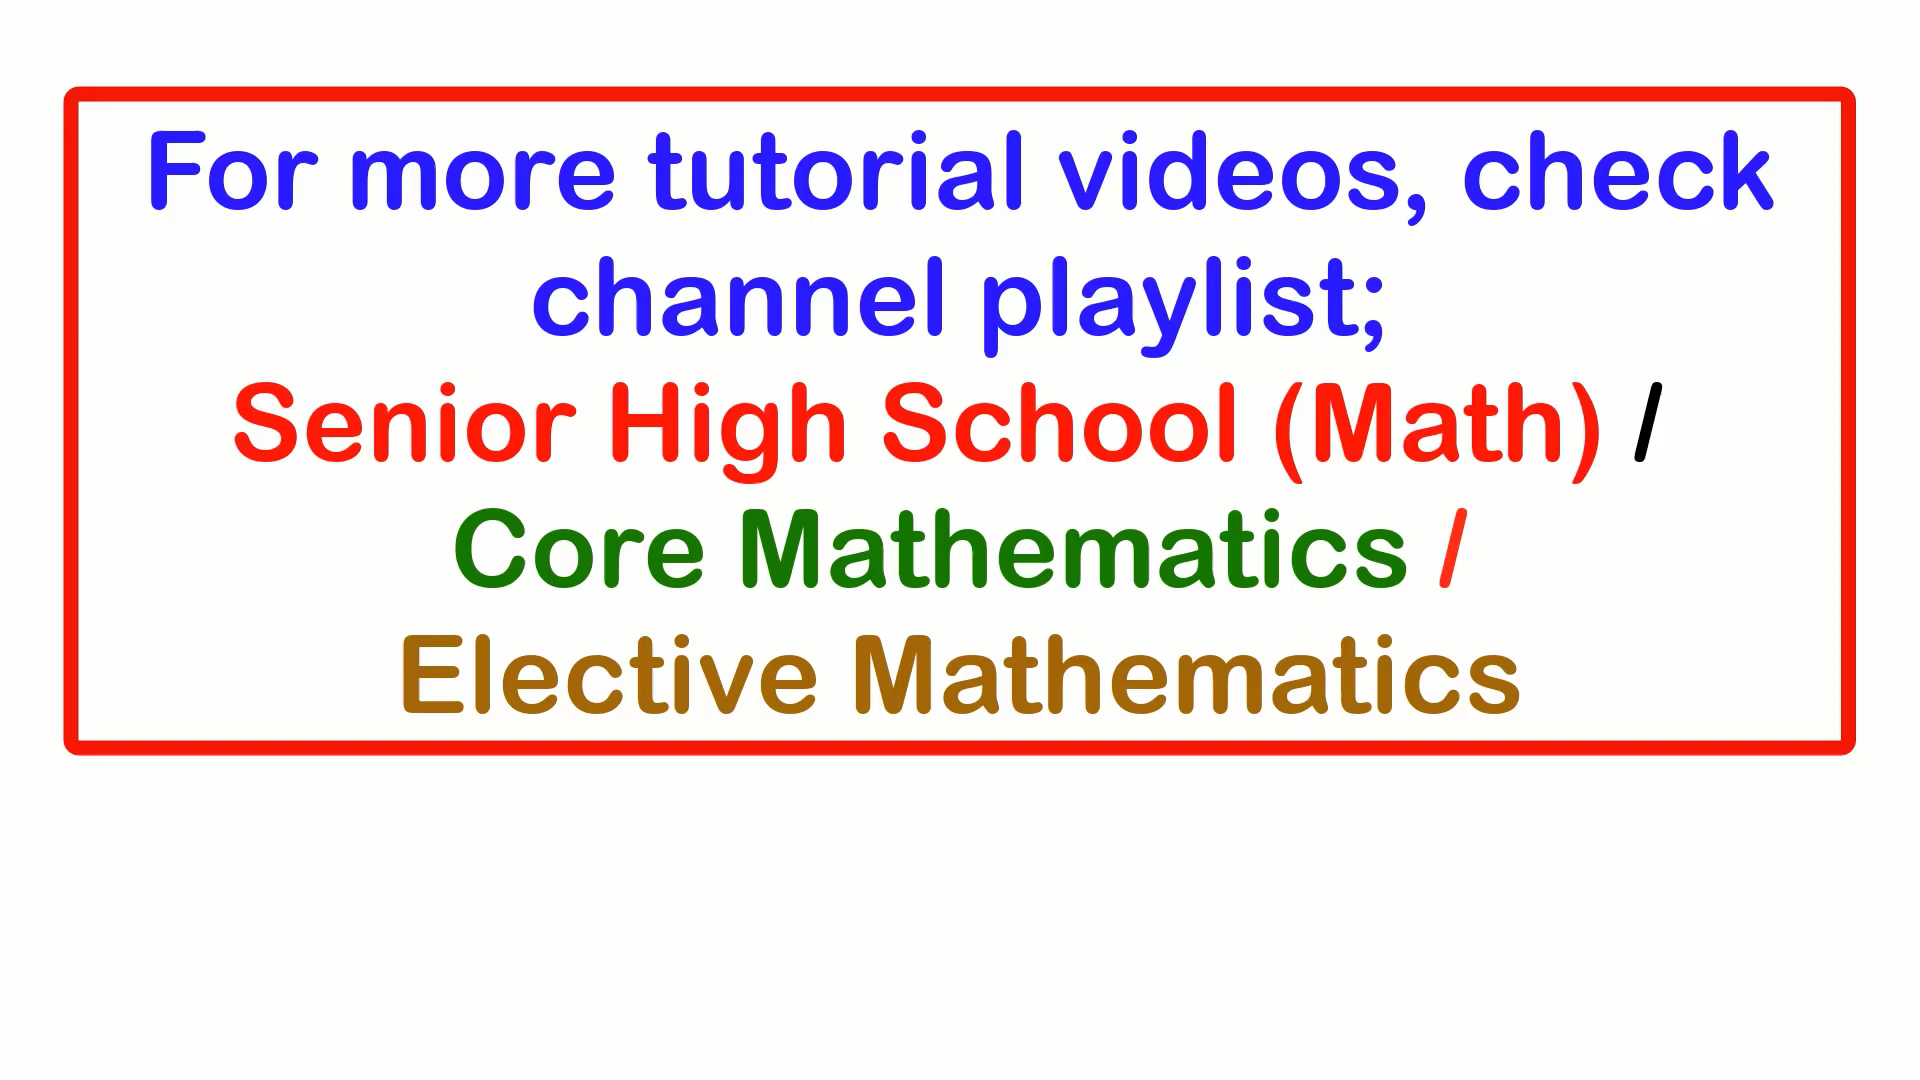 For more tutorial videos, check
channel playlist;
Senior High School (Math) /
Core Mathematics /
Elective Mathematics